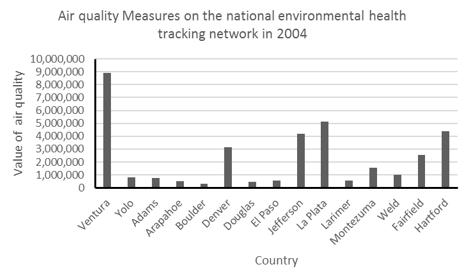 Air quality Measures on the national environmental health
tracking network in 2004
Value of air quality
10,000,000
9,000,000
8,000,000
7,000,000
6,000,000
5,000,000
4,000,000
3,000,000
2,000,000
1,000,000
0
Ventura
Yolo
Adams
Arapahoe
Boulder
Denver
Douglas
El Paso
Jefferson
La Plata
Larimer
Montezuma
Weld
Fairfield
Hartford
Country